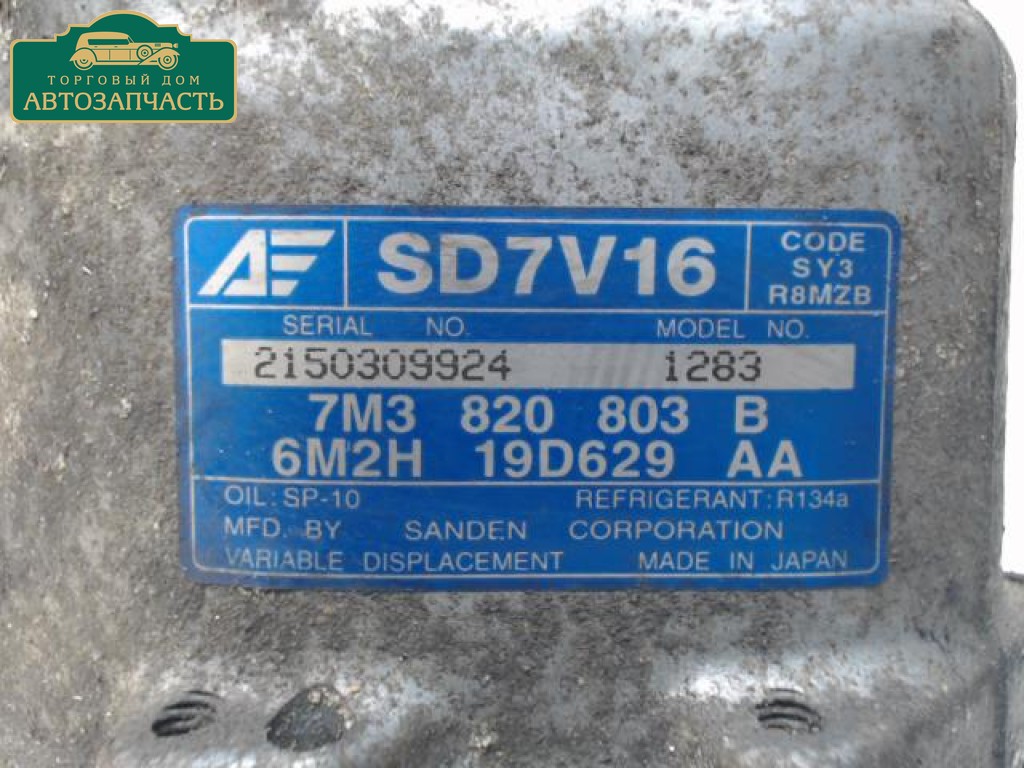 ТОРГОВЫЙ ДОМ
АВТОЗАПЧАСТЬ
AF SD7V16 CODE
SY3
R8MZB
SERIAL NO. MODEL NO.
2150309924 1283
7M3 820 803 B
6M2H 19D629 AA
OIL: SP-10 REFRIGERANT: R134a
MFD. BY SANDEN CORPORATION
VARIABLE DISPLACEMENT MADE IN JAPAN